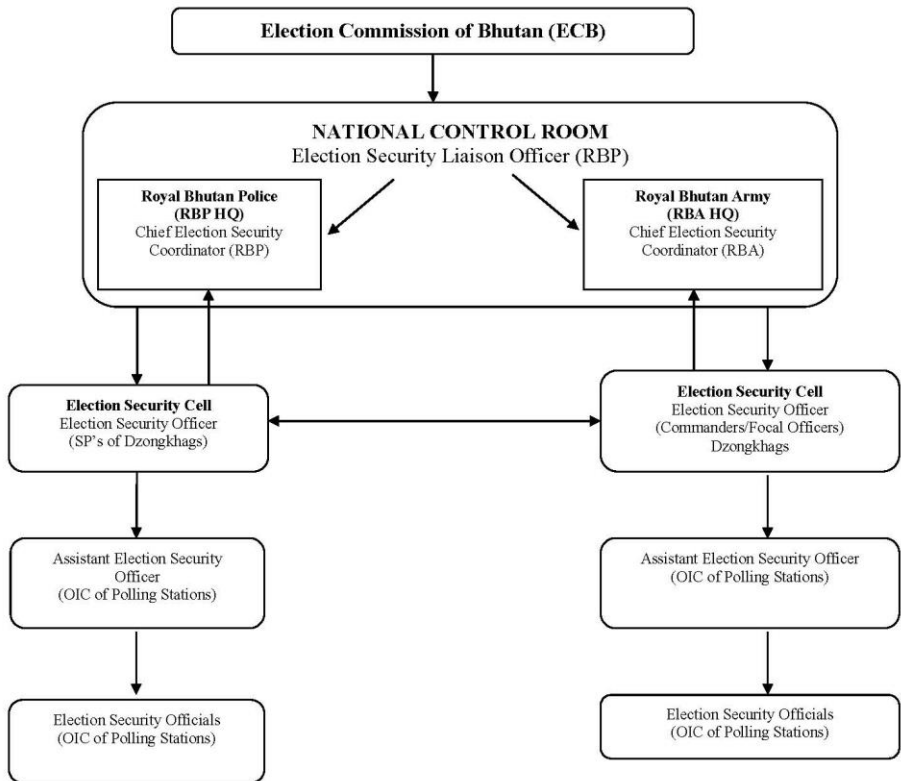 Election Commission of Bhutan (ECB)
NATIONAL CONTROL ROOM
Election Security Liaison Officer (RBP)
Royal Bhutan Police
(RBP HQ)
Chief Election Security
Coordinator (RBP)
Royal Bhutan Army
(RBA HQ)
Chief Election Security
Coordinator (RBA)
Election Security Cell
Election Security Officer
(SP's of Dzongkhags)
Election Security Cell
Election Security Officer
(Commanders/Focal Officers)
Dzongkhags
Assistant Election Security
Officer
(OIC of Polling Stations)
Assistant Election Security Officer
(OIC of Polling Stations)
Election Security Officials
(OIC of Polling Stations)
Election Security Officials
(OIC of Polling Stations)